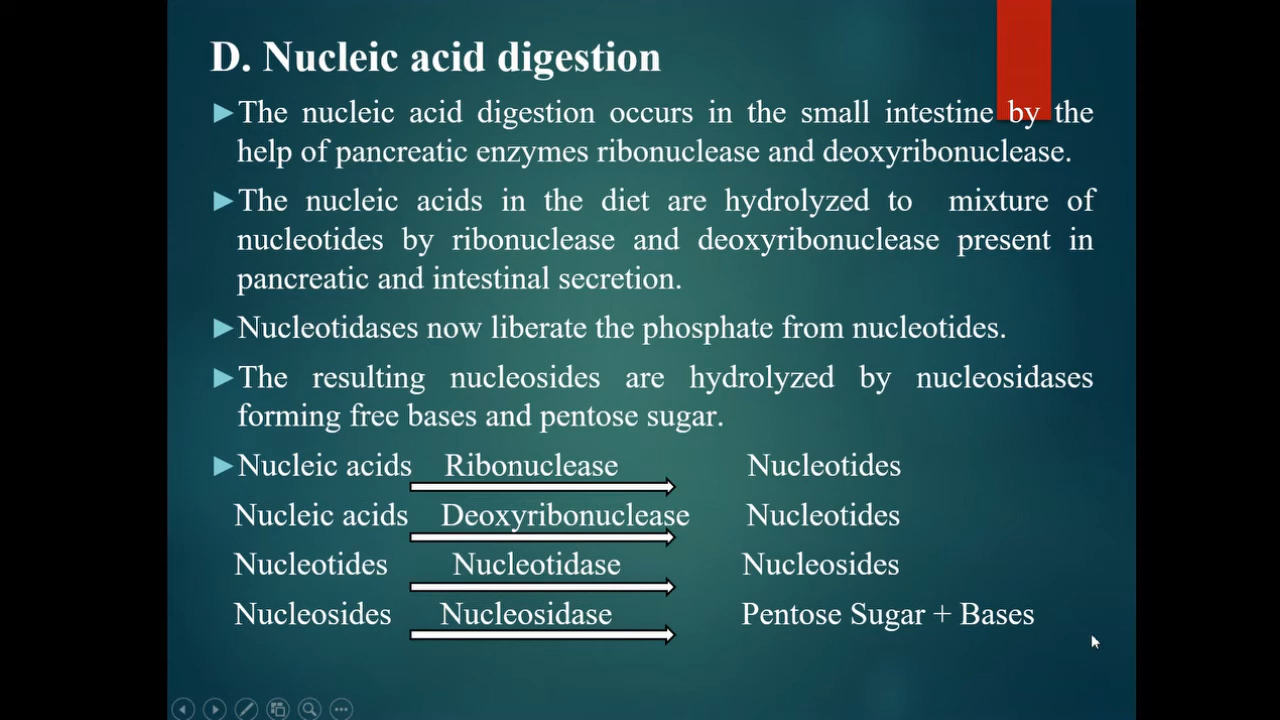 D. Nucleic acid digestion
►The nucleic acid digestion occurs in the small intestine by the
help of pancreatic enzymes ribonuclease and deoxyribonuclease.
►The nucleic acids in the diet are hydrolyzed to mixture of
nucleotides by ribonuclease and deoxyribonuclease present in
pancreatic and intestinal secretion.
►Nucleotidases now liberate the phosphate from nucleotides.
►The resulting nucleosides are hydrolyzed by nucleosidases
forming free bases and pentose sugar.
►Nucleic acids Ribonuclease Nucleotides
Nucleic acids Deoxyribonuclease Nucleotides
Nucleotides Nucleotidase Nucleosides
Nucleosides Nucleosidase Pentose Sugar + Bases